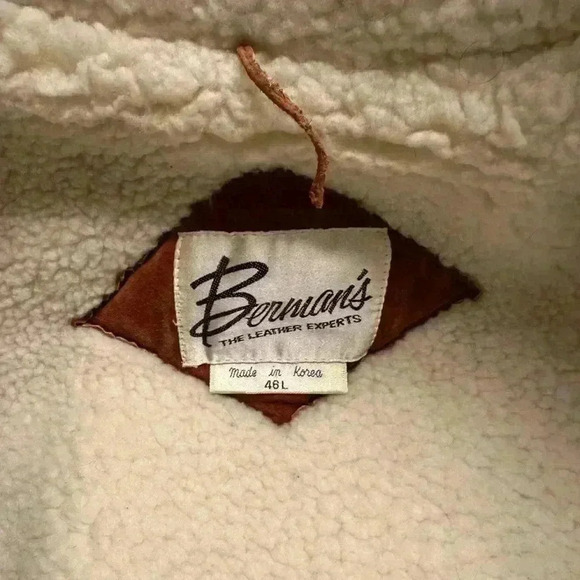 Berman's
THE LEATHER EXPERTS
made in Korea
46L